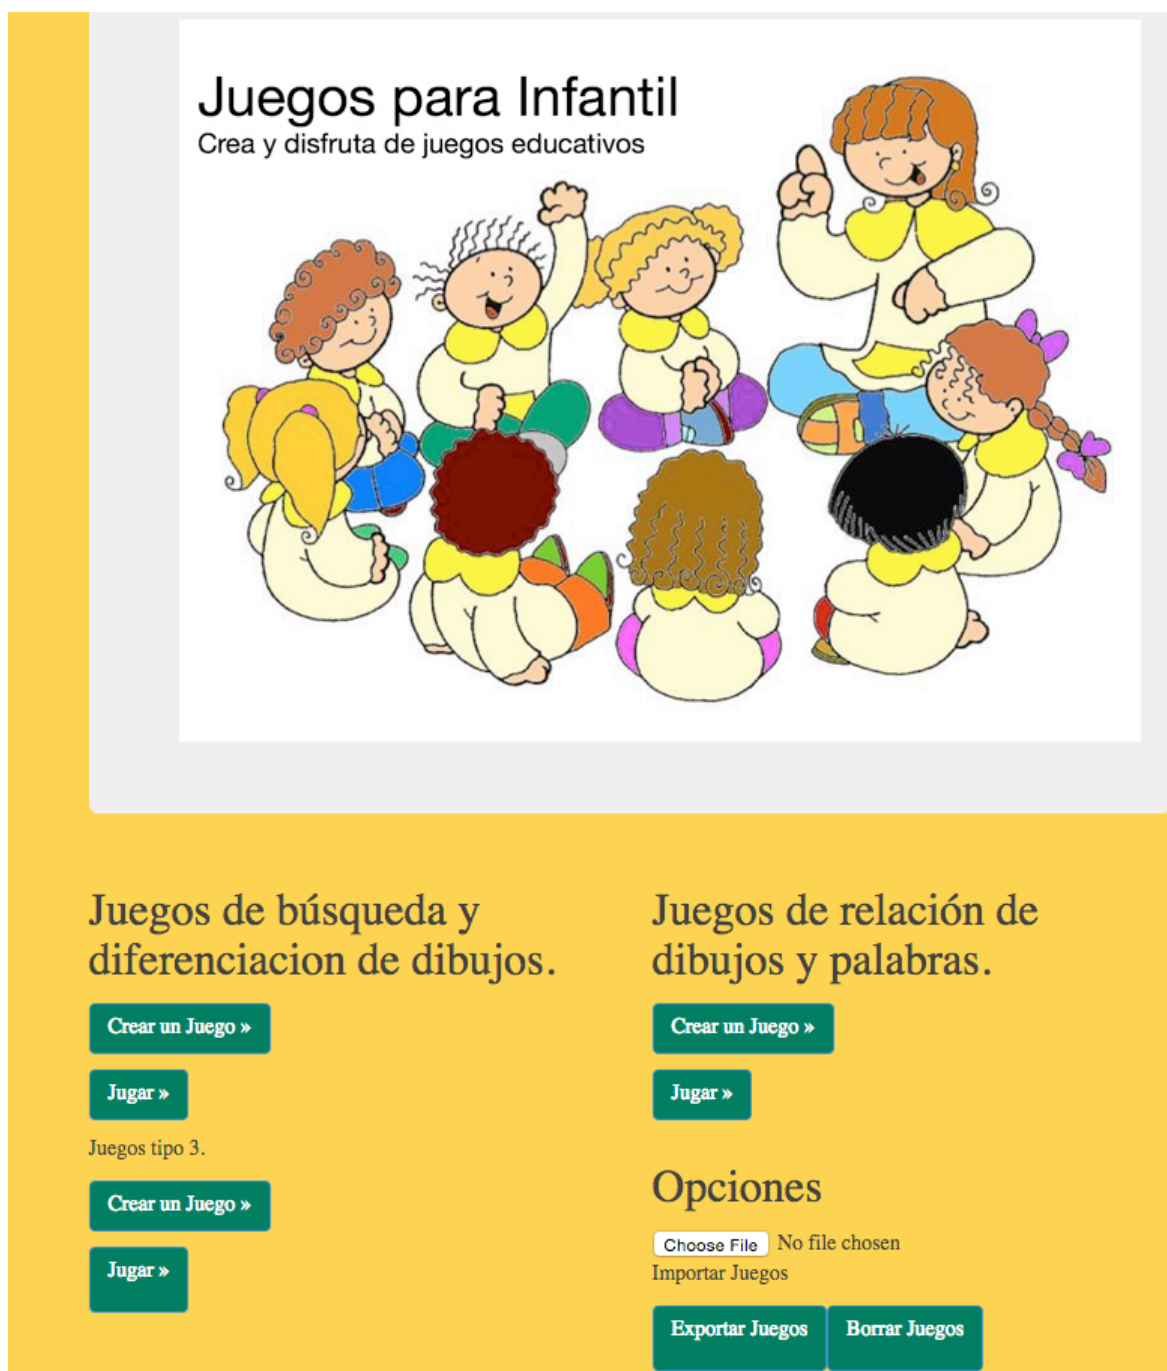 Juegos para Infantil
Crea y disfruta de juegos educativos
Juegos de búsqueda y
diferenciacion de dibujos.
Crear un Juego »
Jugar »
Juegos tipo 3.
Crear un Juego »
Jugar »
Juegos de relación de
dibujos y palabras.
Crear un Juego »
Jugar »
Opciones
Choose File No file chosen
Importar Juegos
Exportar Juegos Borrar Juegos